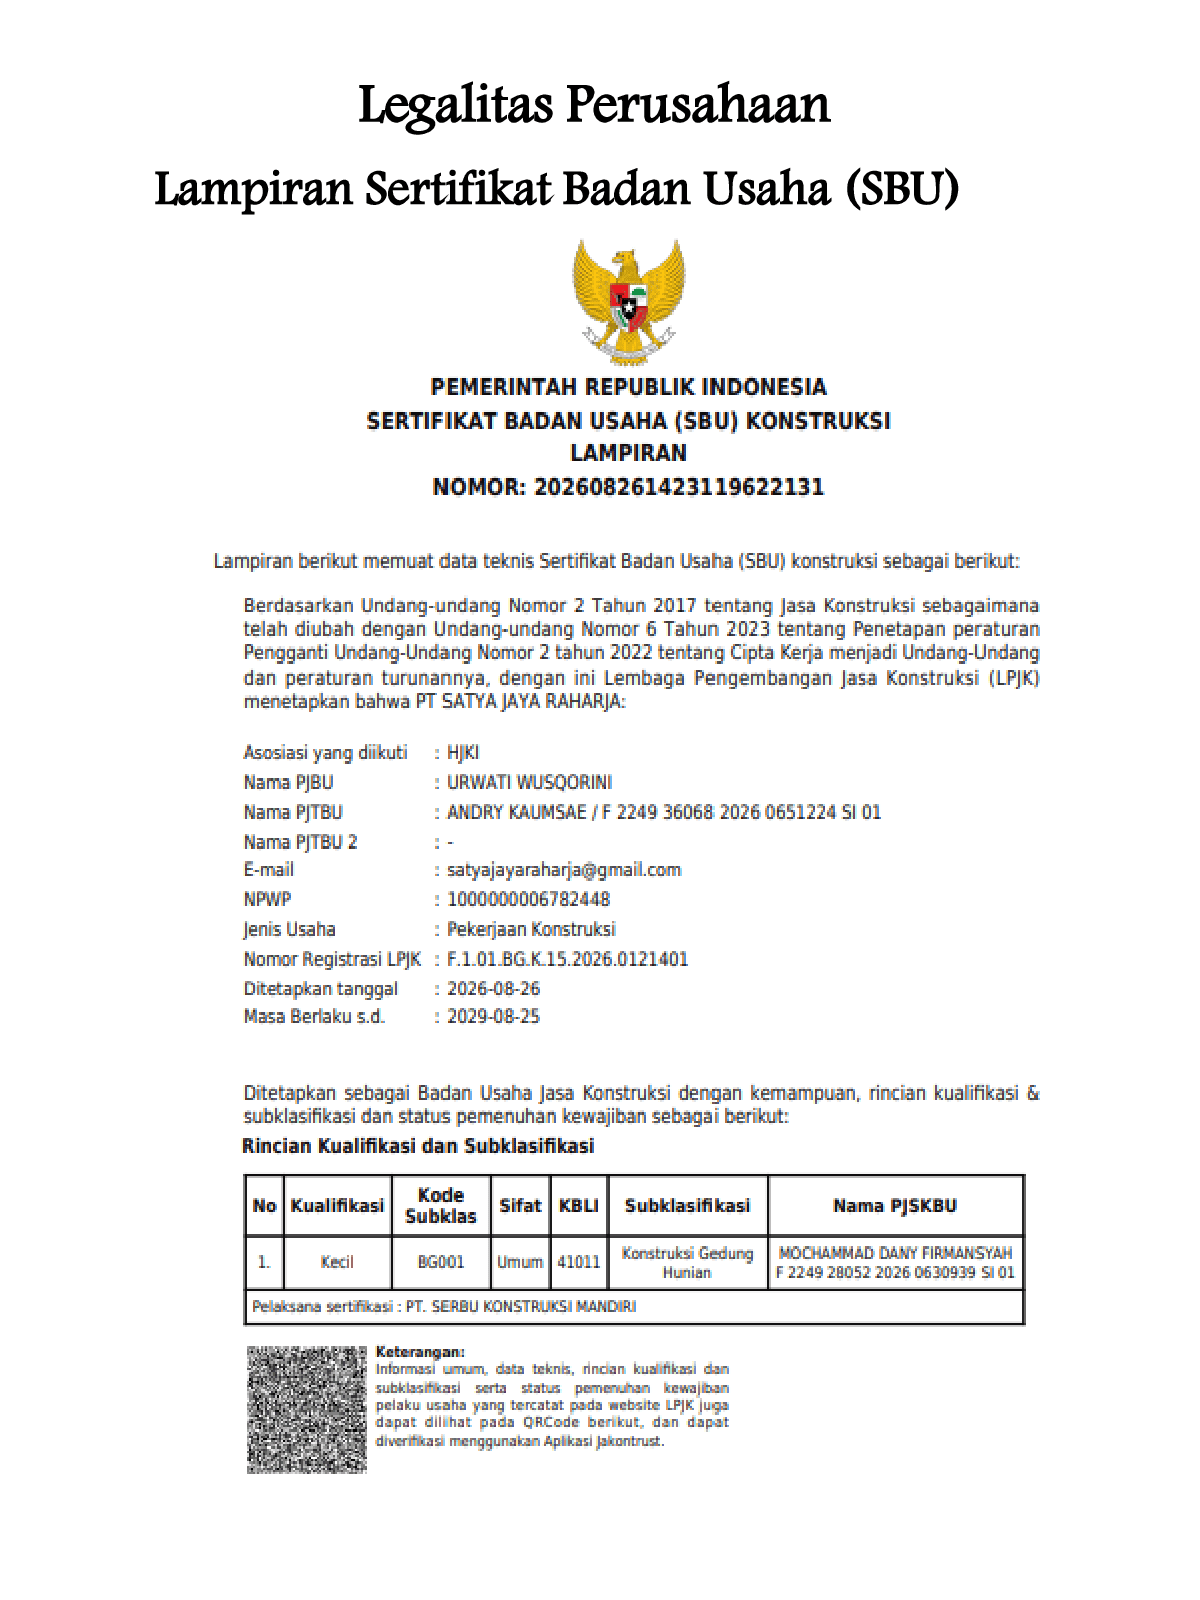 Legalitas Perusahaan
Lampiran Sertifikat Badan Usaha (SBU)
PEMERINTAH REPUBLIK INDONESIA
SERTIFIKAT BADAN USAHA (SBU) KONSTRUKSI
LAMPIRAN
NOMOR: 202608261423119622131
Lampiran berikut memuat data teknis Sertifikat Badan Usaha (SBU) konstruksi sebagai berikut:
Berdasarkan Undang-undang Nomor 2 Tahun 2017 tentang Jasa Konstruksi sebagaimana
telah diubah dengan Undang-undang Nomor 6 Tahun 2023 tentang Penetapan peraturan
Pengganti Undang-Undang Nomor 2 tahun 2022 tentang Cipta Kerja menjadi Undang-Undang
dan peraturan turunannya, dengan ini Lembaga Pengembangan Jasa Konstruksi (LPJK)
menetapkan bahwa PT SATYA JAYA RAHARJA:
Asosiasi yang diikuti : HJKI
Nama PJBU : URWATI WUSQORINI
Nama PJTBU : ANDRY KAUMSAE / F 2249 36068 2026 0651224 SI 01
Nama PJTBU 2 : -
E-mail : satyajayaraharja@gmail.com
NPWP : 1000000006782448
Jenis Usaha : Pekerjaan Konstruksi
Nomor Registrasi LPJK : F.1.01.BG.K.15.2026.0121401
Ditetapkan tanggal : 2026-08-26
Masa Berlaku s.d. : 2029-08-25
Ditetapkan sebagai Badan Usaha Jasa Konstruksi dengan kemampuan, rincian kualifikasi &
subklasifikasi dan status pemenuhan kewajiban sebagai berikut:
Rincian Kualifikasi dan Subklasifikasi
No Kualifikasi Kode Subklas Sifat KBLI Subklasifikasi Nama PJSKBU
1. Kecil BG001 Umum 41011 Konstruksi Gedung Hunian MOCHAMMAD DANY FIRMANSYAH F 2249 28052 2026 0630939 SI 01
Pelaksana sertifikasi : PT. SERBU KONSTRUKSI MANDIRI
Keterangan:
Informasi umum, data teknis, rincian kualifikasi dan
subklasifikasi serta status pemenuhan kewajiban
pelaku usaha yang tercatat pada website LPJK juga
dapat dilihat pada QRCode berikut, dan dapat
diverifikasi menggunakan Aplikasi Jakontrust.